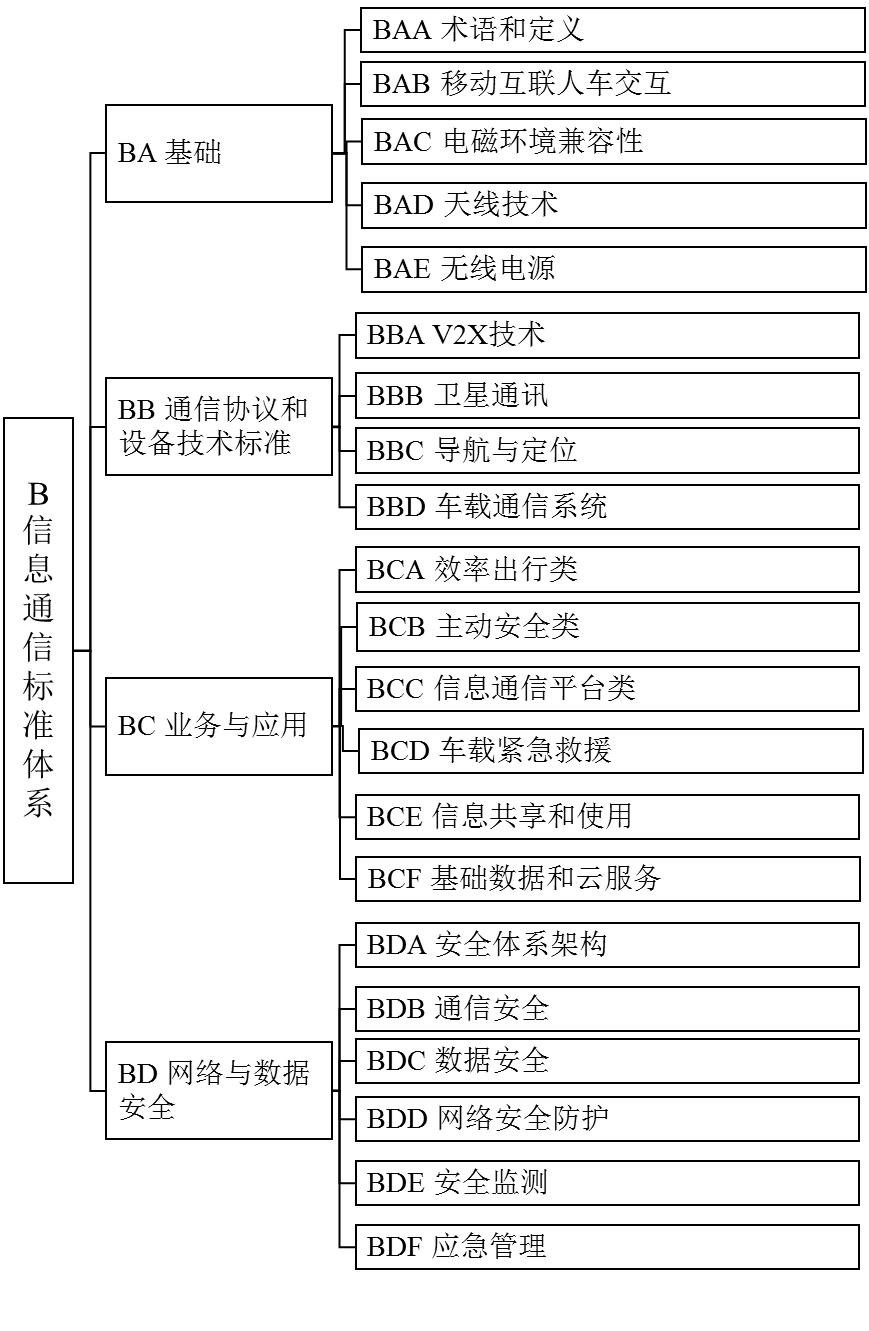 B
信
息
通
信
标
准
体
系
BA 基础
BAA 术语和定义
BAB 移动互联人车交互
BAC 电磁环境兼容性
BAD 天线技术
BAE 无线电源
BB 通信协议和
设备技术标准
BBA V2X技术
BBB 卫星通讯
BBC 导航与定位
BBD 车载通信系统
BC 业务与应用
BCA 效率出行类
BCB 主动安全类
BCC 信息通信平台类
BCD 车载紧急救援
BCE 信息共享和使用
BCF 基础数据和云服务
BD 网络与数据
安全
BDA 安全体系架构
BDB 通信安全
BDC 数据安全
BDD 网络安全防护
BDE 安全监测
BDF 应急管理